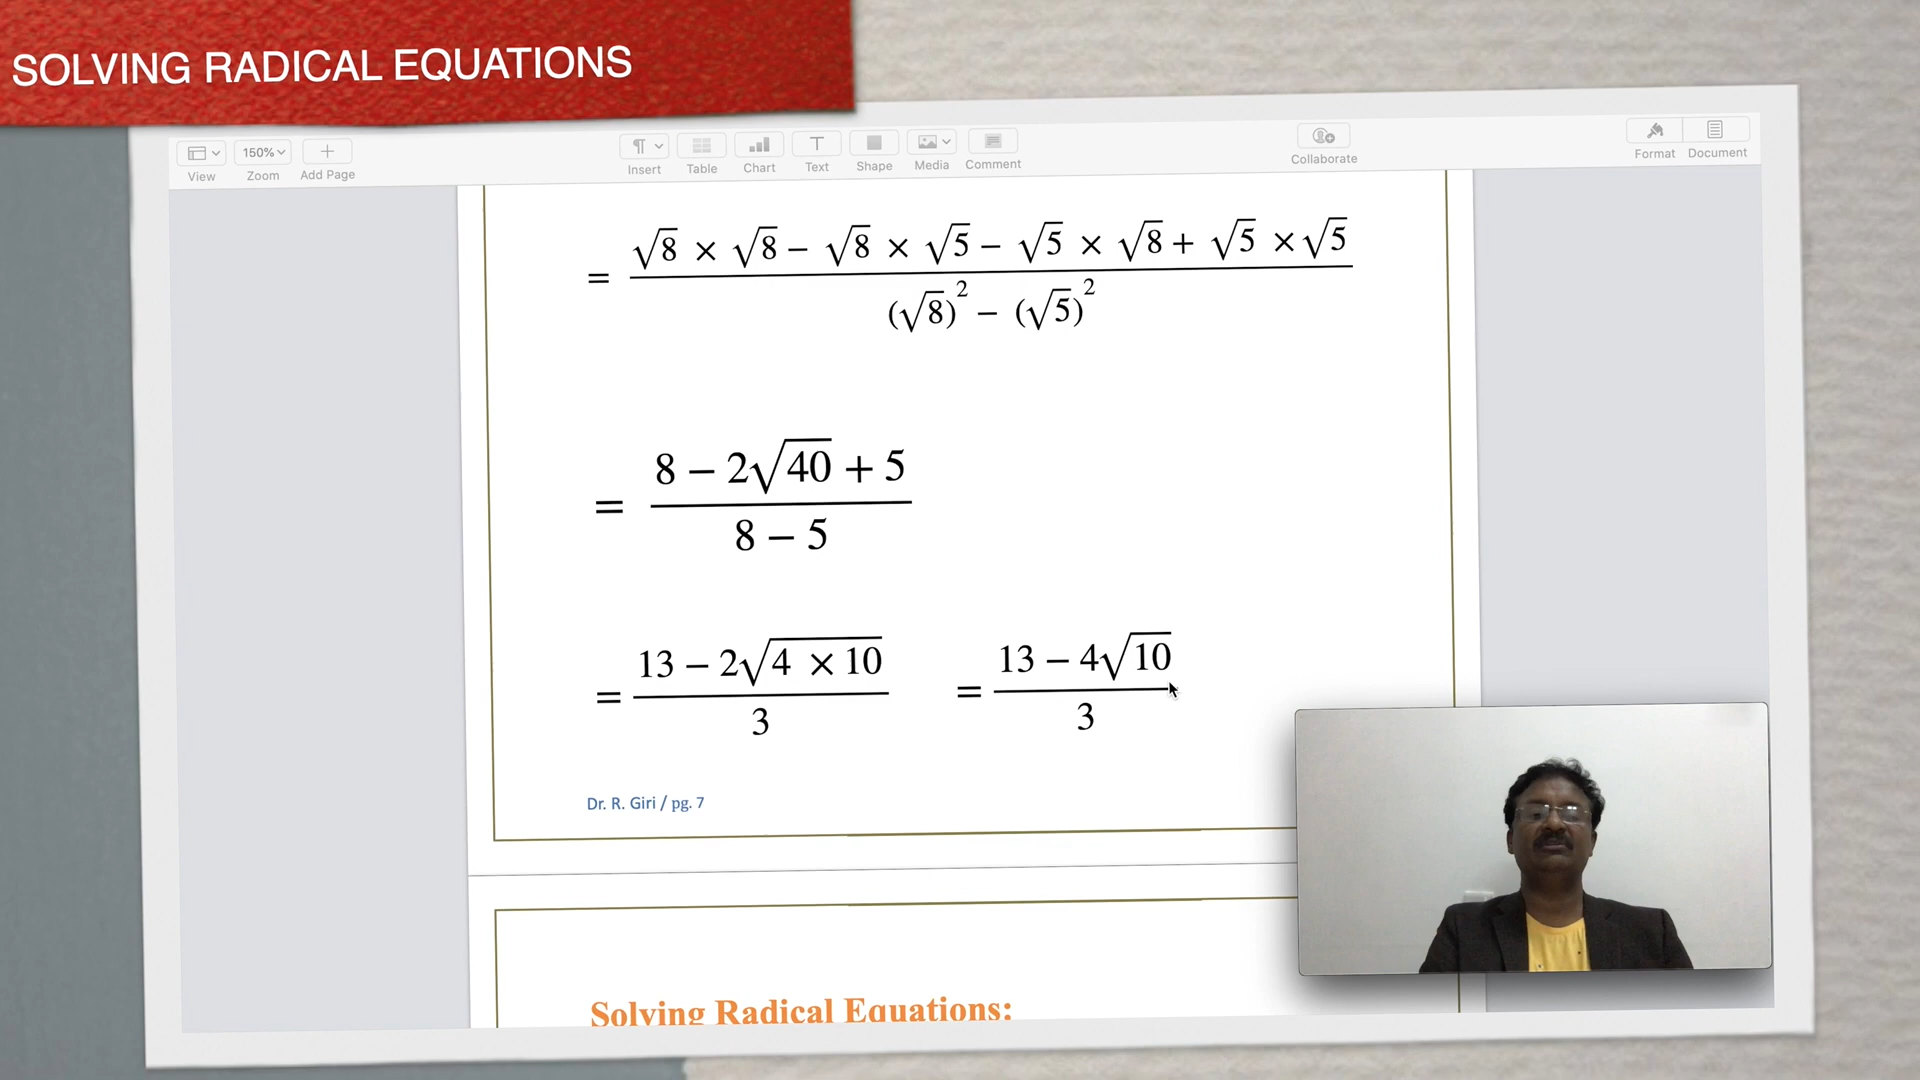 SOLVING RADICAL EQUATIONS
150%
View Zoom Add Page Insert Table Chart Text Shape Media Comment Collaborate Format Document
= (√8 × √8 − √8 × √5 − √5 × √8 + √5 × √5) / ((√8)² − (√5)²)
= (8 − 2√40 + 5) / (8 − 5)
= (13 − 2√(4 × 10)) / 3 = (13 − 4√10) / 3
Dr. R. Giri / pg. 7
Solving Radical Equations: